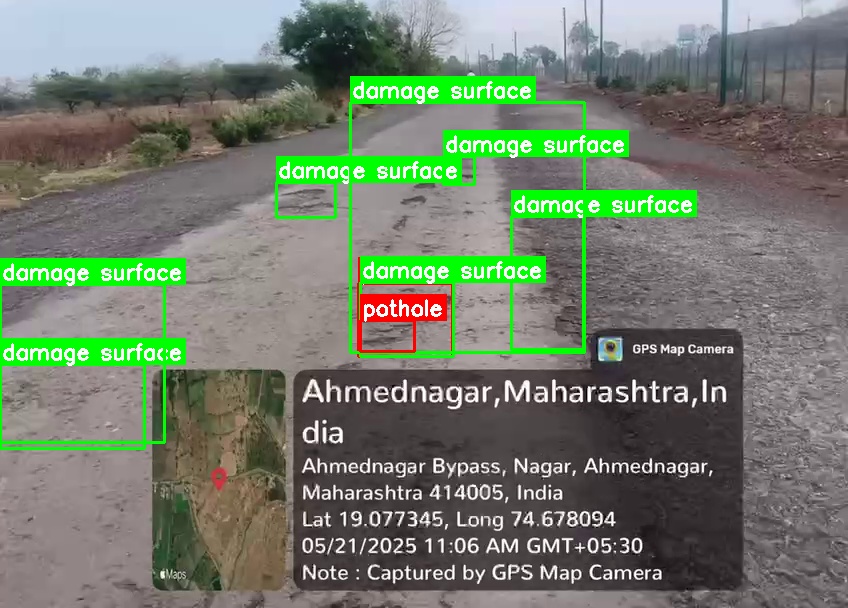 damage surface
damage surface
damage surface
damage surface
damage surface
damage surface
pothole
damage surface
GPS Map Camera
Ahmednagar,Maharashtra,In
dia
Ahmednagar Bypass, Nagar, Ahmednagar,
Maharashtra 414005, India
Lat 19.077345, Long 74.678094
05/21/2025 11:06 AM GMT+05:30
Note : Captured by GPS Map Camera
Maps